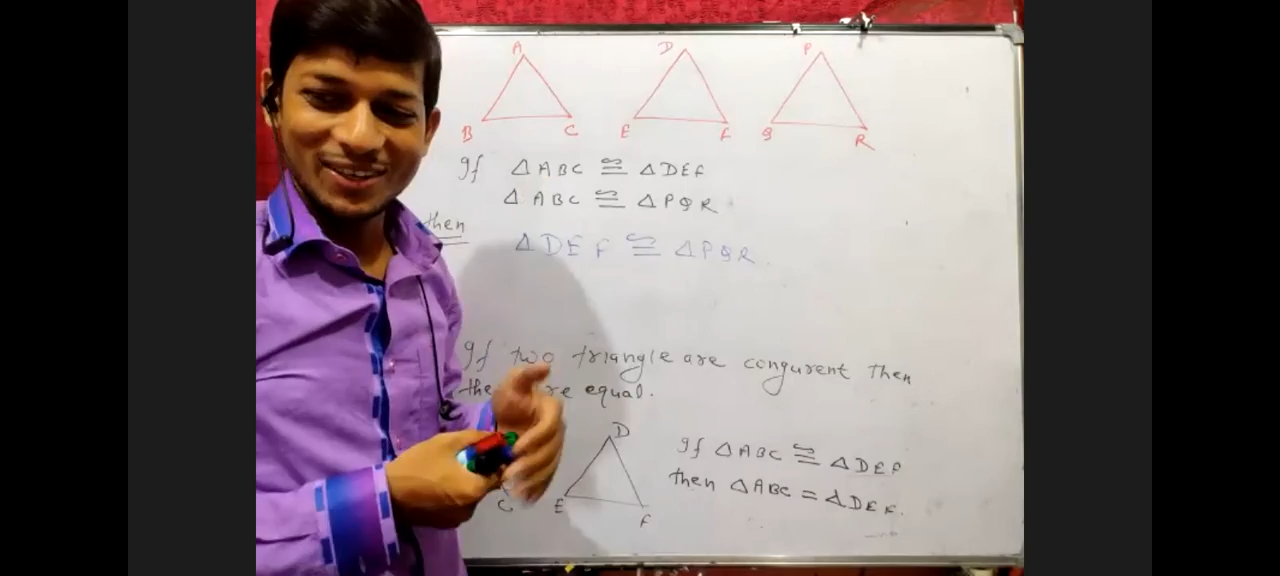 A
D
P
B
C
E
F
Q
R
If △ABC ≅ △DEF
△ABC ≅ △PQR
then
△DEF ≅ △PQR.
If two triangle are congurent then
are equal.
D
C
E
F
If △ABC ≅ △DEF
then △ABC = △DEF.